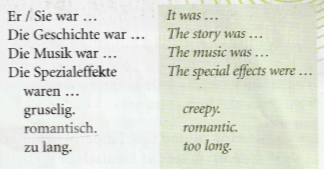 Er / Sie war …
It was …
Die Geschichte war …
The story was …
Die Musik war …
The music was …
Die Spezialeffekte
The special effects were …
waren …
gruselig.
creepy.
romantisch.
romantic.
zu lang.
too long.